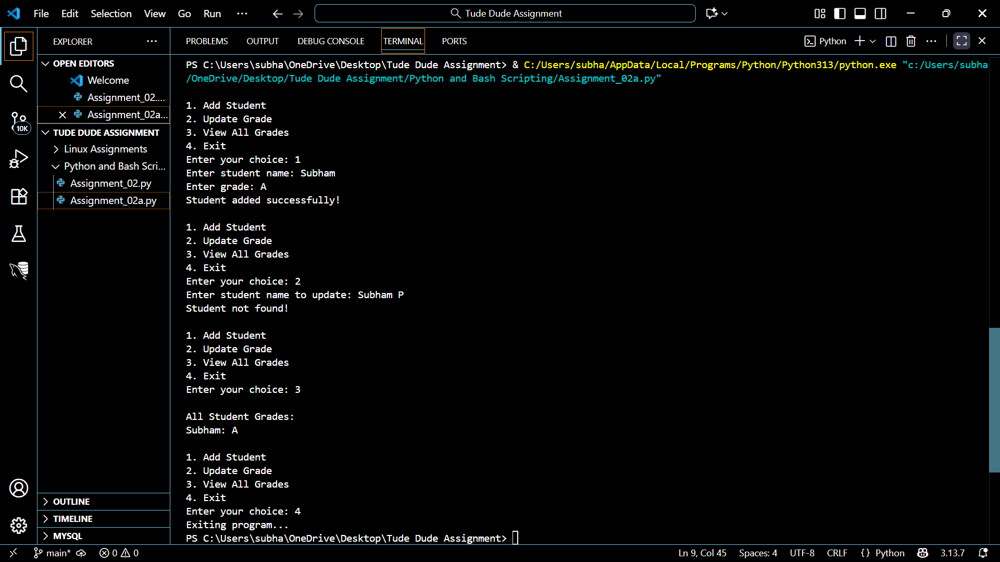 File Edit Selection View Go Run ··· Tude Dude Assignment
EXPLORER ···
PROBLEMS OUTPUT DEBUG CONSOLE TERMINAL PORTS Python ···
OPEN EDITORS
Welcome
Assignment_02....
Assignment_02a...
10K
TUDE DUDE ASSIGNMENT
Linux Assignments
Python and Bash Scri...
Assignment_02.py
Assignment_02a.py
OUTLINE
TIMELINE
MYSQL
PS C:\Users\subha\OneDrive\Desktop\Tude Dude Assignment> & C:/Users/subha/AppData/Local/Programs/Python/Python313/python.exe "c:/Users/subha
/OneDrive/Desktop/Tude Dude Assignment/Python and Bash Scripting/Assignment_02a.py"
1. Add Student
2. Update Grade
3. View All Grades
4. Exit
Enter your choice: 1
Enter student name: Subham
Enter grade: A
Student added successfully!
1. Add Student
2. Update Grade
3. View All Grades
4. Exit
Enter your choice: 2
Enter student name to update: Subham P
Student not found!
1. Add Student
2. Update Grade
3. View All Grades
4. Exit
Enter your choice: 3
All Student Grades:
Subham: A
1. Add Student
2. Update Grade
3. View All Grades
4. Exit
Enter your choice: 4
Exiting program...
PS C:\Users\subha\OneDrive\Desktop\Tude Dude Assignment>
main* 0 0 Ln 9, Col 45 Spaces: 4 UTF-8 CRLF {} Python 3.13.7